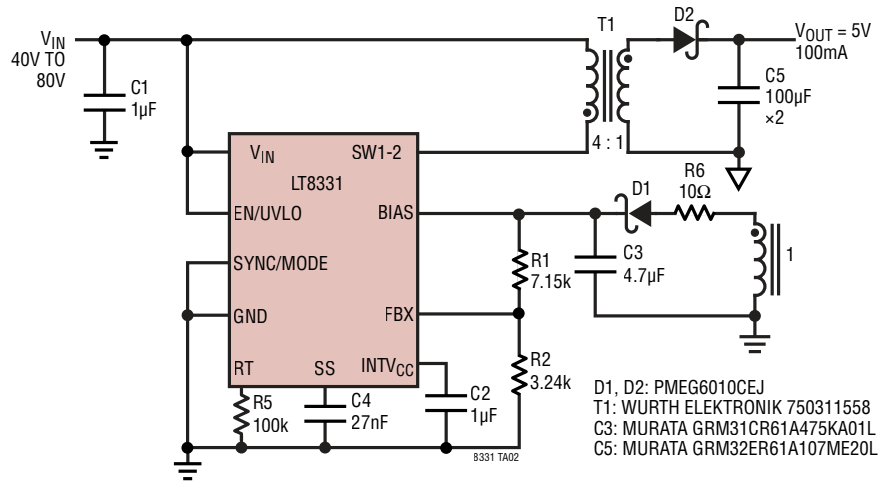 T1
D2
VIN
40V TO
80V
VOUT = 5V
100mA
C1
1µF
C5
100µF
×2
4 : 1
VIN
SW1-2
LT8331
EN/UVLO
BIAS
D1
R6
10Ω
SYNC/MODE
R1
7.15k
C3
4.7µF
1
GND
FBX
RT
SS
INTVCC
R2
3.24k
R5
100k
C4
27nF
C2
1µF
D1, D2: PMEG6010CEJ
T1: WURTH ELEKTRONIK 750311558
C3: MURATA GRM31CR61A475KA01L
C5: MURATA GRM32ER61A107ME20L
8331 TA02